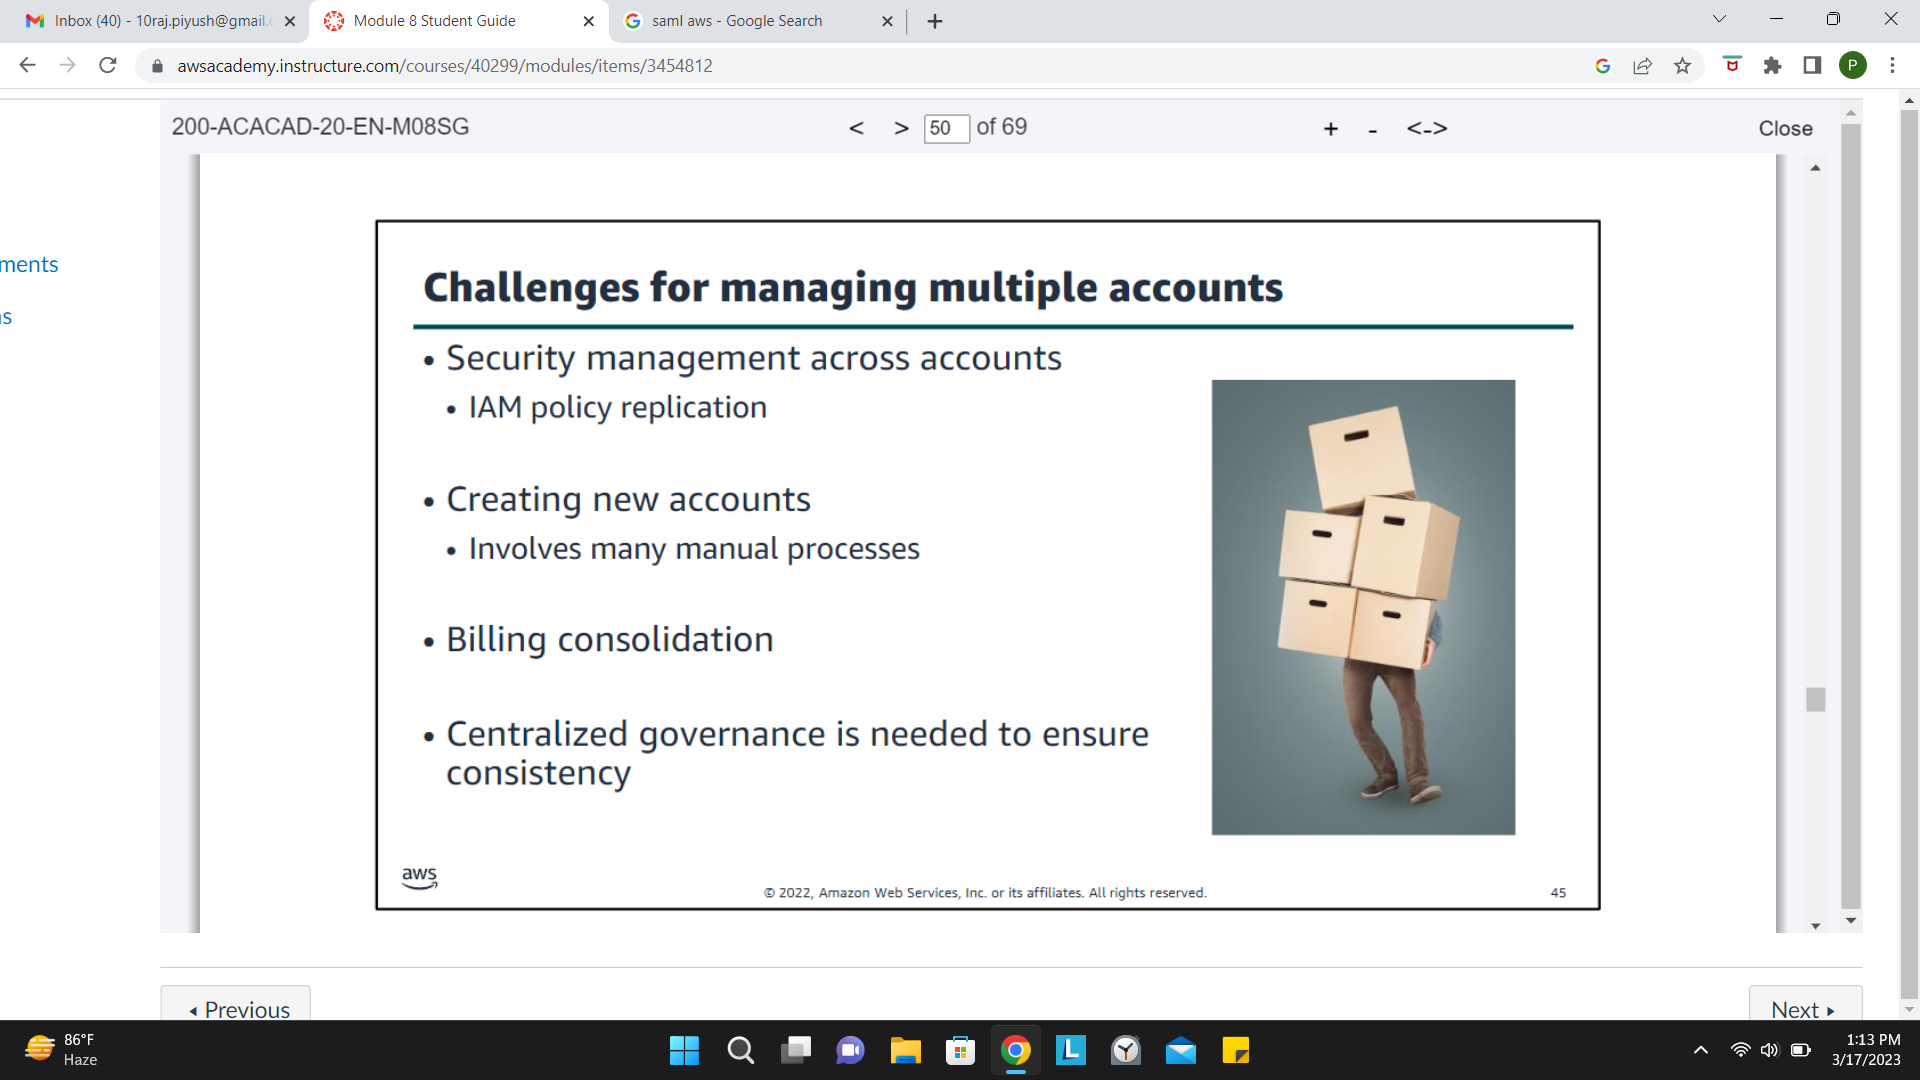 Inbox (40) - 10raj.piyush@gmail.c
Module 8 Student Guide
saml aws - Google Search
awsacademy.instructure.com/courses/40299/modules/items/3454812
P
200-ACACAD-20-EN-M08SG
< > 50 of 69
+ - <->
Close
ments
s
Challenges for managing multiple accounts
• Security management across accounts
• IAM policy replication
• Creating new accounts
• Involves many manual processes
• Billing consolidation
• Centralized governance is needed to ensure
consistency
aws
© 2022, Amazon Web Services, Inc. or its affiliates. All rights reserved.
45
Previous
Next
86°F
Haze
L
1:13 PM
3/17/2023